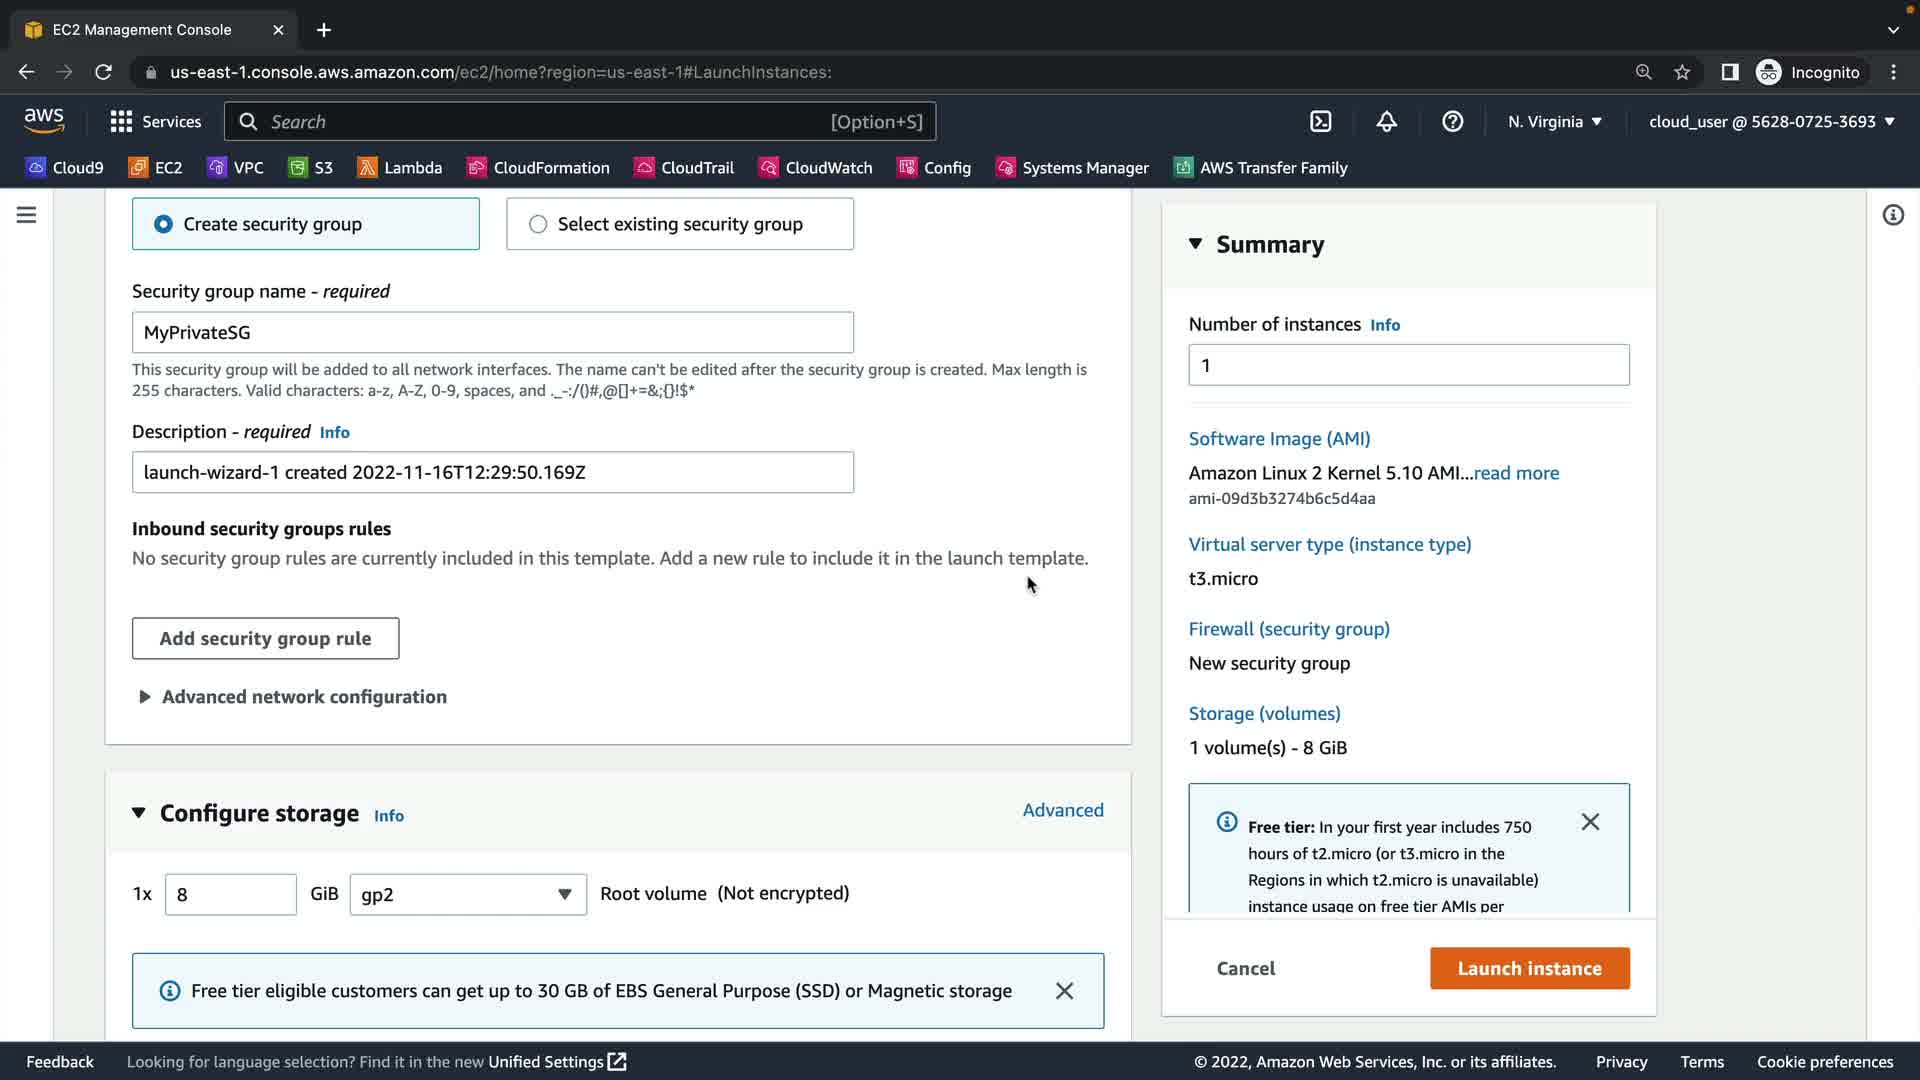 EC2 Management Console
us-east-1.console.aws.amazon.com/ec2/home?region=us-east-1#LaunchInstances:
Incognito
aws
Services
Search
[Option+S]
N. Virginia
cloud_user @ 5628-0725-3693
Cloud9
EC2
VPC
S3
Lambda
CloudFormation
CloudTrail
CloudWatch
Config
Systems Manager
AWS Transfer Family
Create security group
Select existing security group
Security group name - required
MyPrivateSG
This security group will be added to all network interfaces. The name can't be edited after the security group is created. Max length is
255 characters. Valid characters: a-z, A-Z, 0-9, spaces, and ._-:/()#,@[]+=&;{}!$*
Description - required Info
launch-wizard-1 created 2022-11-16T12:29:50.169Z
Inbound security groups rules
No security group rules are currently included in this template. Add a new rule to include it in the launch template.
Add security group rule
Advanced network configuration
Configure storage Info
Advanced
1x
8
GiB
gp2
Root volume (Not encrypted)
Free tier eligible customers can get up to 30 GB of EBS General Purpose (SSD) or Magnetic storage
Summary
Number of instances Info
1
Software Image (AMI)
Amazon Linux 2 Kernel 5.10 AMI...read more
ami-09d3b3274b6c5d4aa
Virtual server type (instance type)
t3.micro
Firewall (security group)
New security group
Storage (volumes)
1 volume(s) - 8 GiB
Free tier: In your first year includes 750
hours of t2.micro (or t3.micro in the
Regions in which t2.micro is unavailable)
instance usage on free tier AMIs per
Cancel
Launch instance
Feedback
Looking for language selection? Find it in the new Unified Settings
© 2022, Amazon Web Services, Inc. or its affiliates.
Privacy
Terms
Cookie preferences